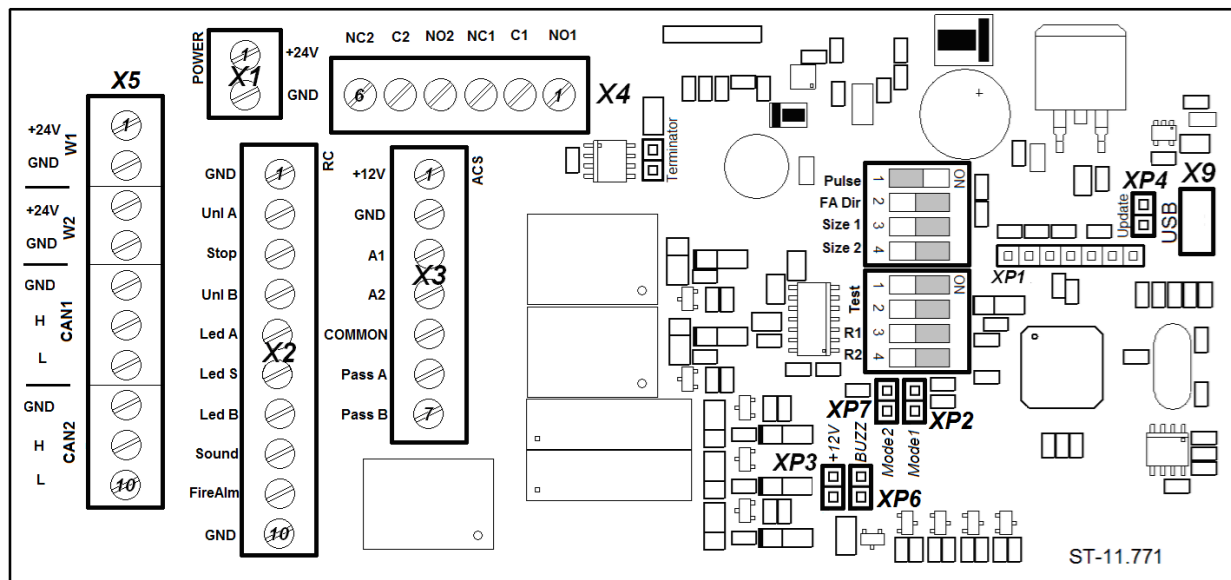 POWER
1
+24V
X1
GND
NC2 C2 NO2 NC1 C1 NO1
6 1
X4
X5
1
+24V
GND
W1
+24V
GND
W2
GND
H
L
CAN1
GND
H
L
CAN2
10
RC
GND 1
Unl A
Stop
Unl B
Led A
X2
Led S
Led B
Sound
FireAlm
GND 10
ACS
+12V 1
GND
A1
X3
A2
COMMON
Pass A
Pass B 7
Terminator
+
Pulse 1 ON
FA Dir 2
Size 1 3
Size 2 4
1 ON
Test
2
R1 3
R2 4
XP7
XP2
Mode2
Mode1
XP3
+12V
BUZZ
XP6
XP4
X9
Update
USB
XP1
ST-11.771